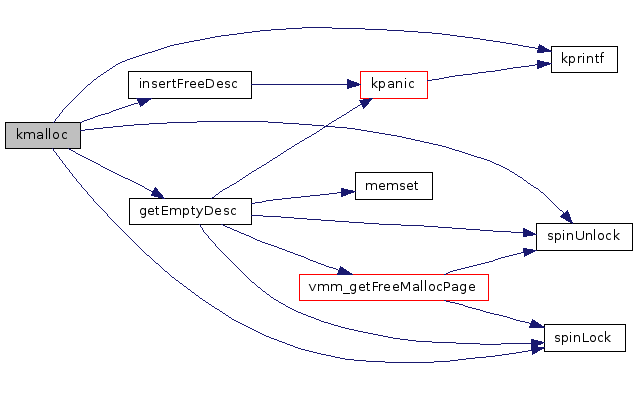 kprintf
insertFreeDesc
kpanic
kmalloc
memset
getEmptyDesc
spinUnlock
vmm_getFreeMallocPage
spinLock